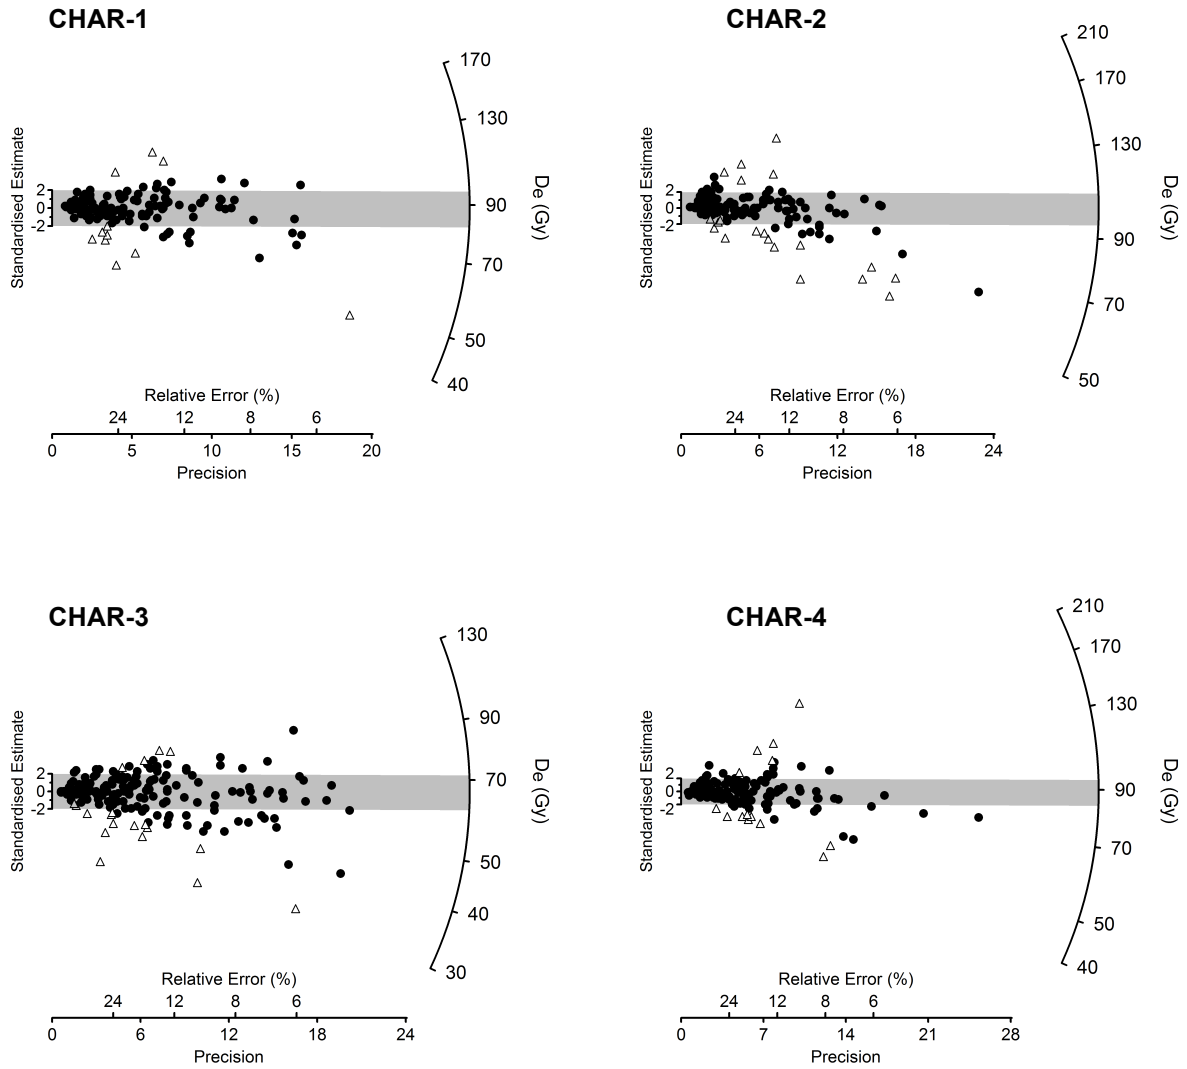 CHAR-1
170
130
90
70
50
40
De (Gy)
Standardised Estimate
2
0
-2
Relative Error (%)
24 12 8 6
0 5 10 15 20
Precision
CHAR-2
210
170
130
90
70
50
De (Gy)
Standardised Estimate
2
0
-2
Relative Error (%)
24 12 8 6
0 6 12 18 24
Precision
CHAR-3
130
90
70
50
40
30
De (Gy)
Standardised Estimate
2
0
-2
Relative Error (%)
24 12 8 6
0 6 12 18 24
Precision
CHAR-4
210
170
130
90
70
50
40
De (Gy)
Standardised Estimate
2
0
-2
Relative Error (%)
24 12 8 6
0 7 14 21 28
Precision